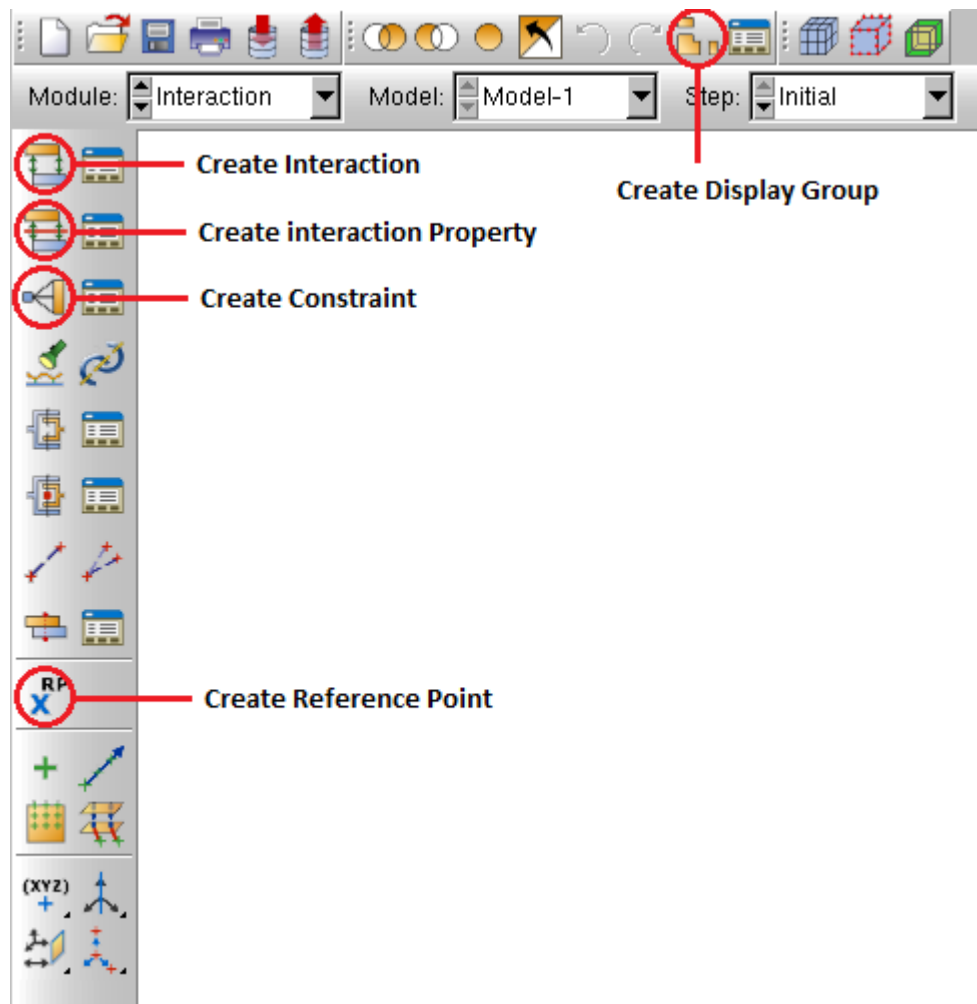 Module: Interaction Model: Model-1 Step: Initial
Create Interaction
Create Display Group
Create interaction Property
Create Constraint
RP
X
Create Reference Point
(XYZ)